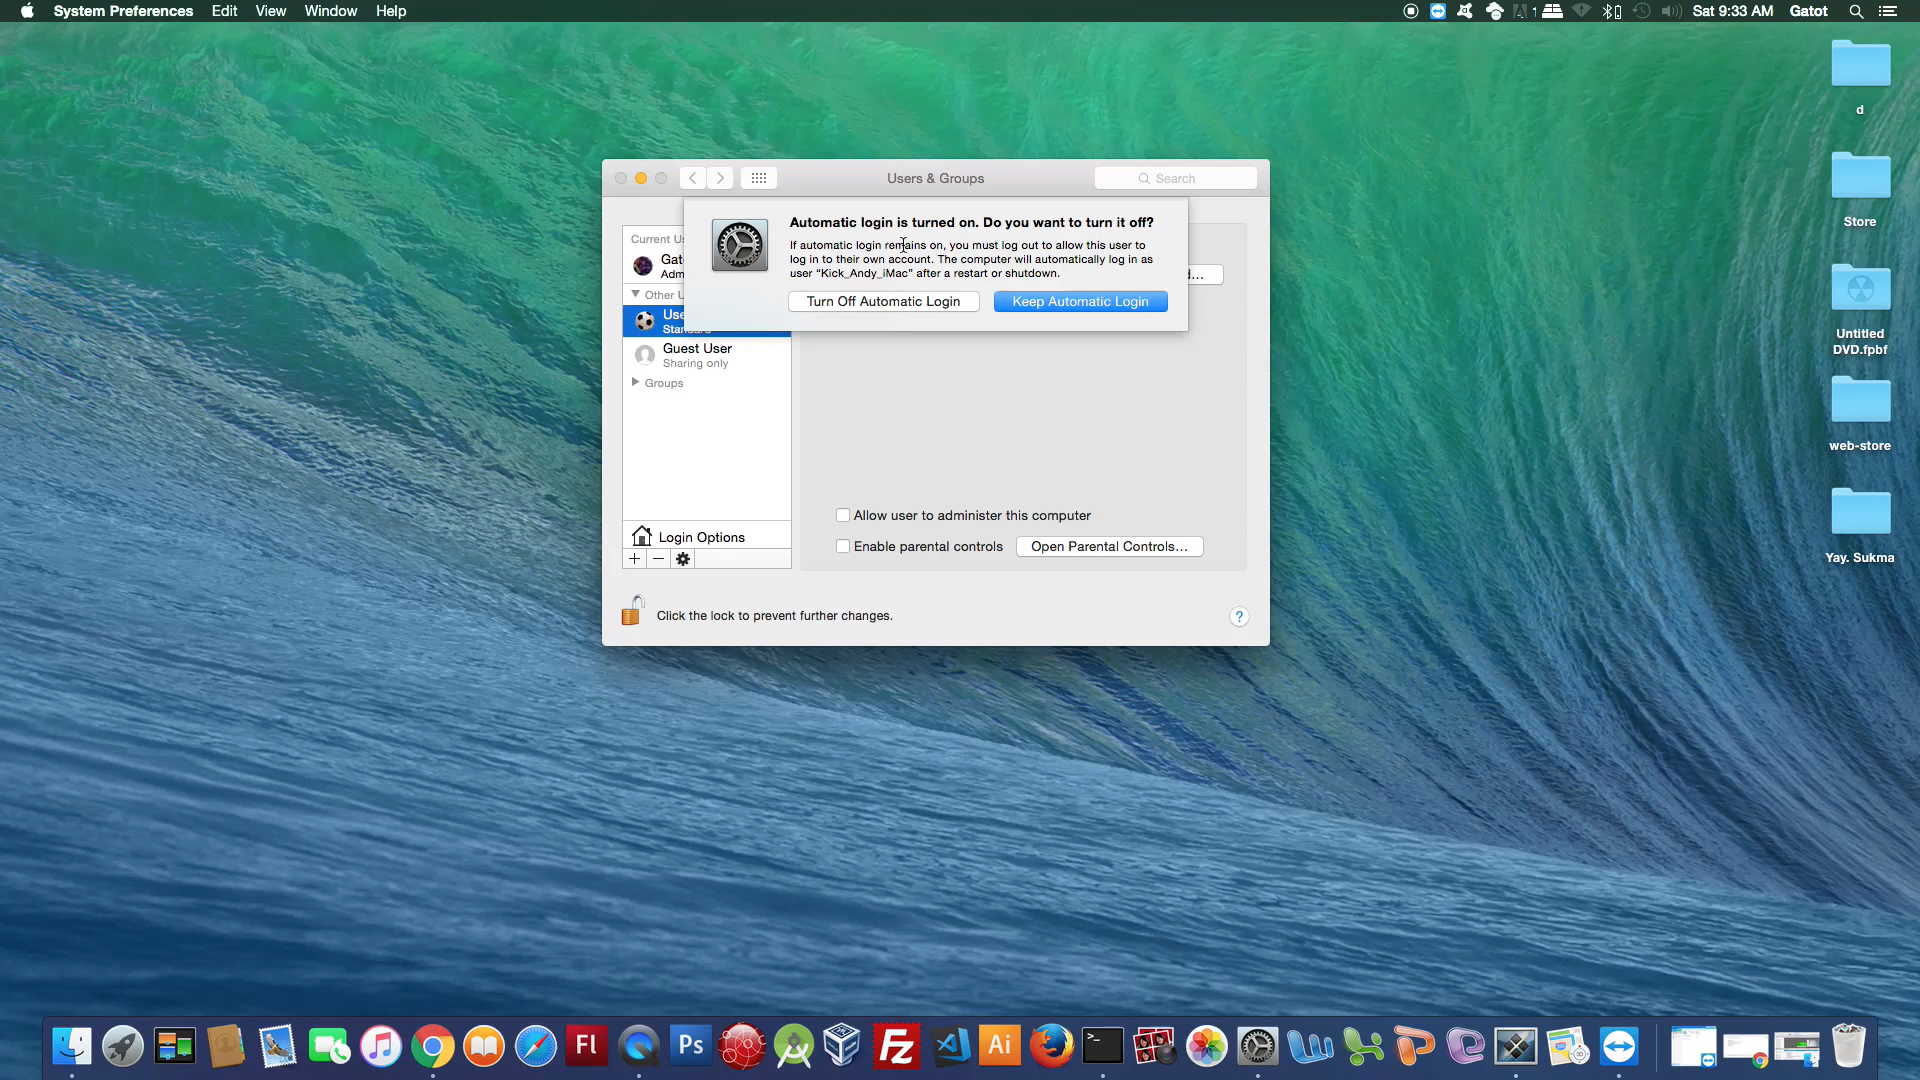 System Preferences Edit View Window Help
1 Sat 9:33 AM Gatot
d
Store
Untitled
DVD.fpbf
web-store
Yay. Sukma
Users & Groups
Search
Automatic login is turned on. Do you want to turn it off?
If automatic login remains on, you must log out to allow this user to
log in to their own account. The computer will automatically log in as
user “Kick_Andy_iMac” after a restart or shutdown.
Turn Off Automatic Login
Keep Automatic Login
Current Us
Gato
Adm
Other U
Use
Standard
Guest User
Sharing only
Groups
Login Options
Allow user to administer this computer
Enable parental controls
Open Parental Controls...
Click the lock to prevent further changes.
?
Fl
Ps
Fz
Ai